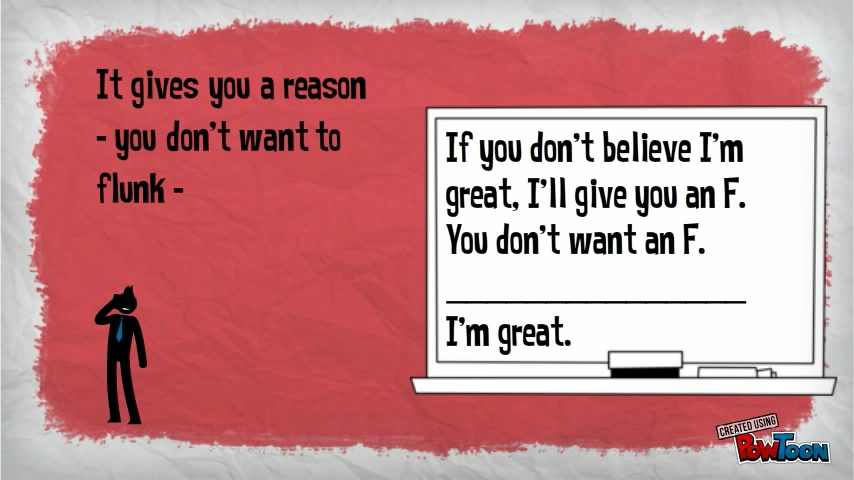 It gives you a reason
- you don't want to
flunk -
If you don't believe I'm
great, I'll give you an F.
You don't want an F.
I'm great.
CREATED USING
POWTOON